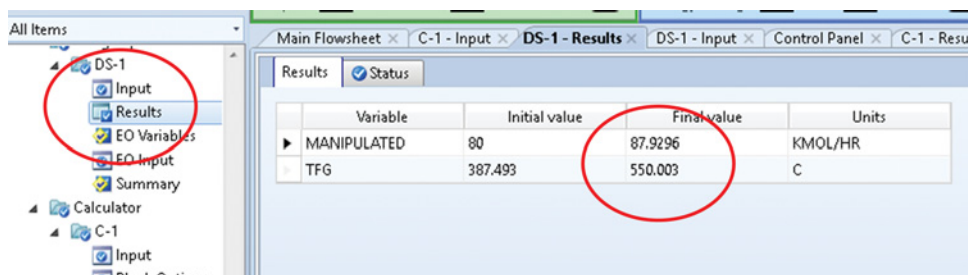 All Items
Main Flowsheet × C-1 - Input × DS-1 - Results × DS-1 - Input × Control Panel × C-1 - Resu
DS-1
Input
Results
EO Variables
EO Input
Summary
Calculator
C-1
Input
Results Status
Variable Initial value Final value Units
MANIPULATED 80 87.9296 KMOL/HR
TFG 387.493 550.003 C